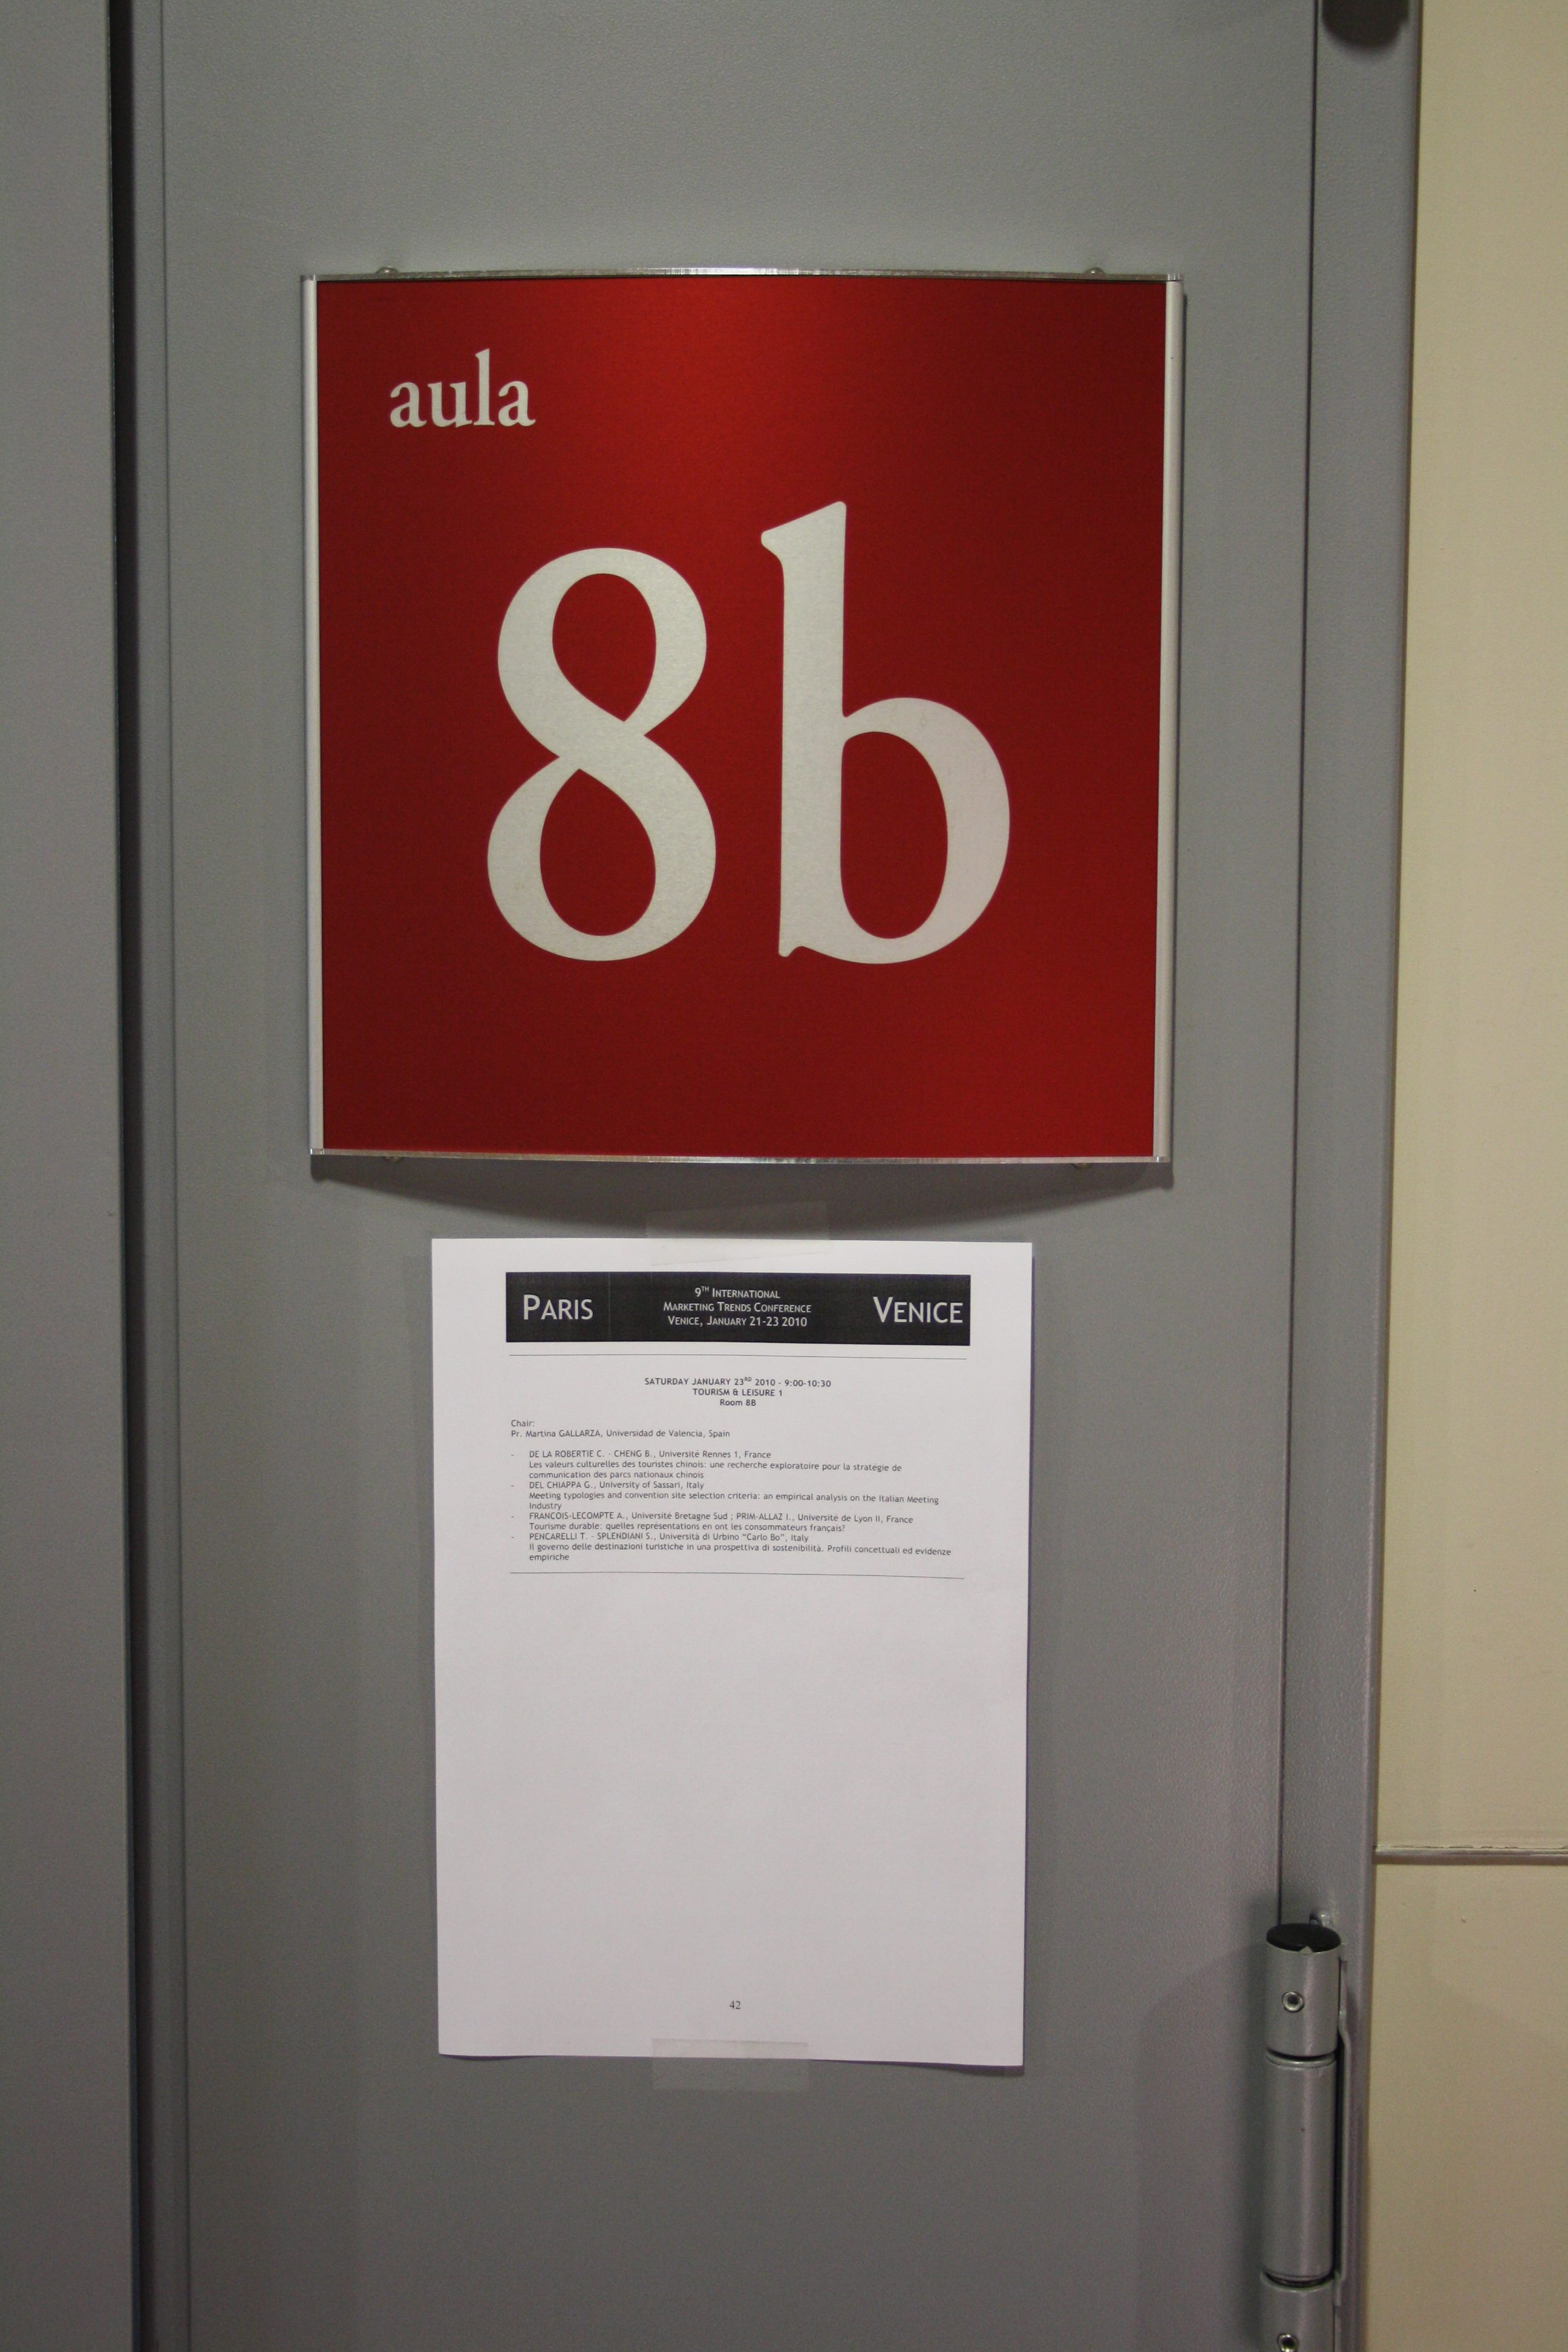 aula
8b
PARIS
9TH INTERNATIONAL
MARKETING TRENDS CONFERENCE
VENICE, JANUARY 21-23 2010
VENICE
SATURDAY JANUARY 23RD 2010 - 9:00-10:30
TOURISM & LEISURE 1
Room 8B
Chair:
Pr. Martina GALLARZA, Universidad de Valencia, Spain
- DE LA ROBERTIE C. - CHENG B., Université Rennes 1, France
Les valeurs culturelles des touristes chinois: une recherche exploratoire pour la stratégie de
communication des parcs nationaux chinois
- DEL CHIAPPA G., University of Sassari, Italy
Meeting typologies and convention site selection criteria: an empirical analysis on the Italian Meeting
Industry
- FRANCOIS-LECOMPTE A., Université Bretagne Sud ; PRIM-ALLAZ I., Université de Lyon II, France
Tourisme durable: quelles représentations en ont les consommateurs français?
- PENCARELLI T. - SPLENDIANI S., Università di Urbino "Carlo Bo", Italy
Il governo delle destinazioni turistiche in una prospettiva di sostenibilità. Profili concettuali ed evidenze
empiriche
42